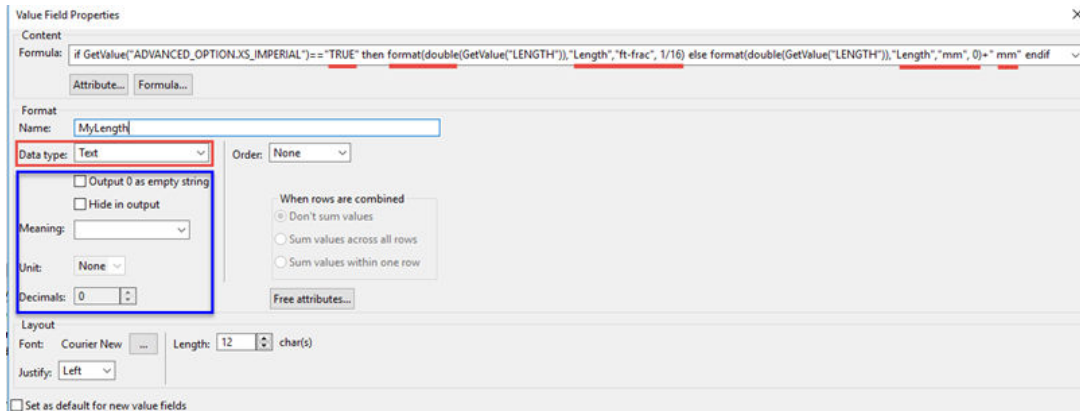 Value Field Properties
Content
Formula: if GetValue("ADVANCED_OPTION.XS_IMPERIAL")=="TRUE" then format(double(GetValue("LENGTH")),"Length","ft-frac", 1/16) else format(double(GetValue("LENGTH")),"Length","mm", 0)+" mm" endif
Attribute... Formula...
Format
Name: MyLength
Data type: Text Order: None
Output 0 as empty string
Hide in output
When rows are combined
Don't sum values
Meaning:
Sum values across all rows
Unit: None
Sum values within one row
Decimals: 0
Free attributes...
Layout
Font: Courier New ... Length: 12 char(s)
Justify: Left
Set as default for new value fields